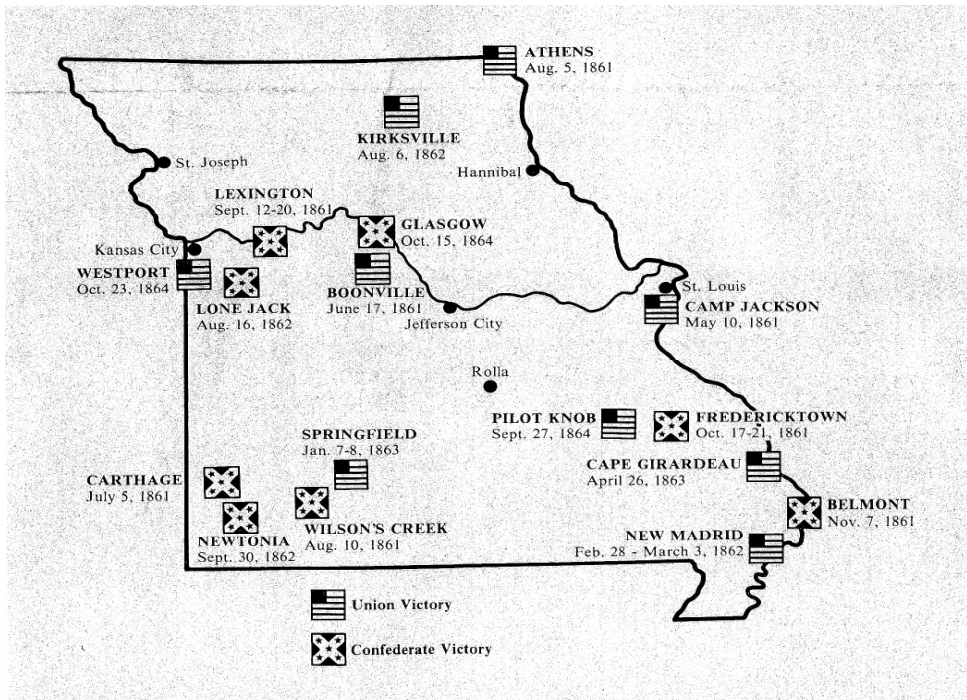 ATHENS
Aug. 5, 1861
KIRKSVILLE
Aug. 6, 1862
St. Joseph
Hannibal
LEXINGTON
Sept. 12-20, 1861
GLASGOW
Oct. 15, 1864
Kansas City
WESTPORT
Oct. 23, 1864
LONE JACK
Aug. 16, 1862
BOONVILLE
June 17, 1861
Jefferson City
St. Louis
CAMP JACKSON
May 10, 1861
Rolla
PILOT KNOB
Sept. 27, 1864
FREDERICKTOWN
Oct. 17-21, 1861
SPRINGFIELD
Jan. 7-8, 1863
CAPE GIRARDEAU
April 26, 1863
CARTHAGE
July 5, 1861
BELMONT
Nov. 7, 1861
NEWTONIA
Sept. 30, 1862
WILSON'S CREEK
Aug. 10, 1861
NEW MADRID
Feb. 28 - March 3, 1862
Union Victory
Confederate Victory